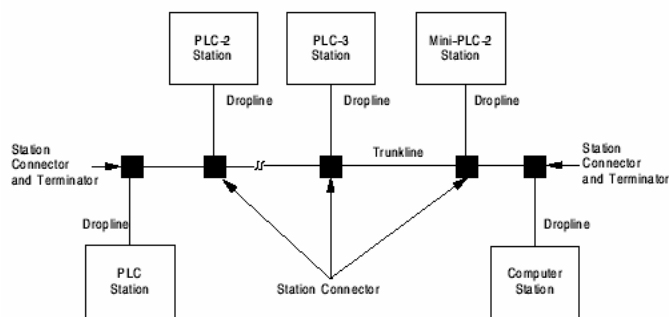 PLC-2
Station
PLC-3
Station
Mini-PLC-2
Station
Dropline
Dropline
Dropline
Station
Connector
and Terminator
Trunkline
Station
Connector
and Terminator
Dropline
Dropline
PLC
Station
Station Connector
Computer
Station